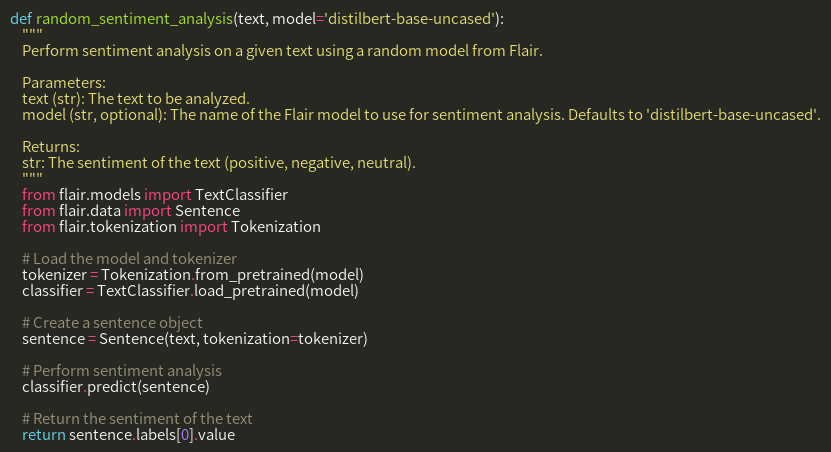 def random_sentiment_analysis(text, model='distilbert-base-uncased'):
"""
Perform sentiment analysis on a given text using a random model from Flair.
Parameters:
text (str): The text to be analyzed.
model (str, optional): The name of the Flair model to use for sentiment analysis. Defaults to 'distilbert-base-uncased'.
Returns:
str: The sentiment of the text (positive, negative, neutral).
"""
from flair.models import TextClassifier
from flair.data import Sentence
from flair.tokenization import Tokenization
# Load the model and tokenizer
tokenizer = Tokenization.from_pretrained(model)
classifier = TextClassifier.load_pretrained(model)
# Create a sentence object
sentence = Sentence(text, tokenization=tokenizer)
# Perform sentiment analysis
classifier.predict(sentence)
# Return the sentiment of the text
return sentence.labels[0].value